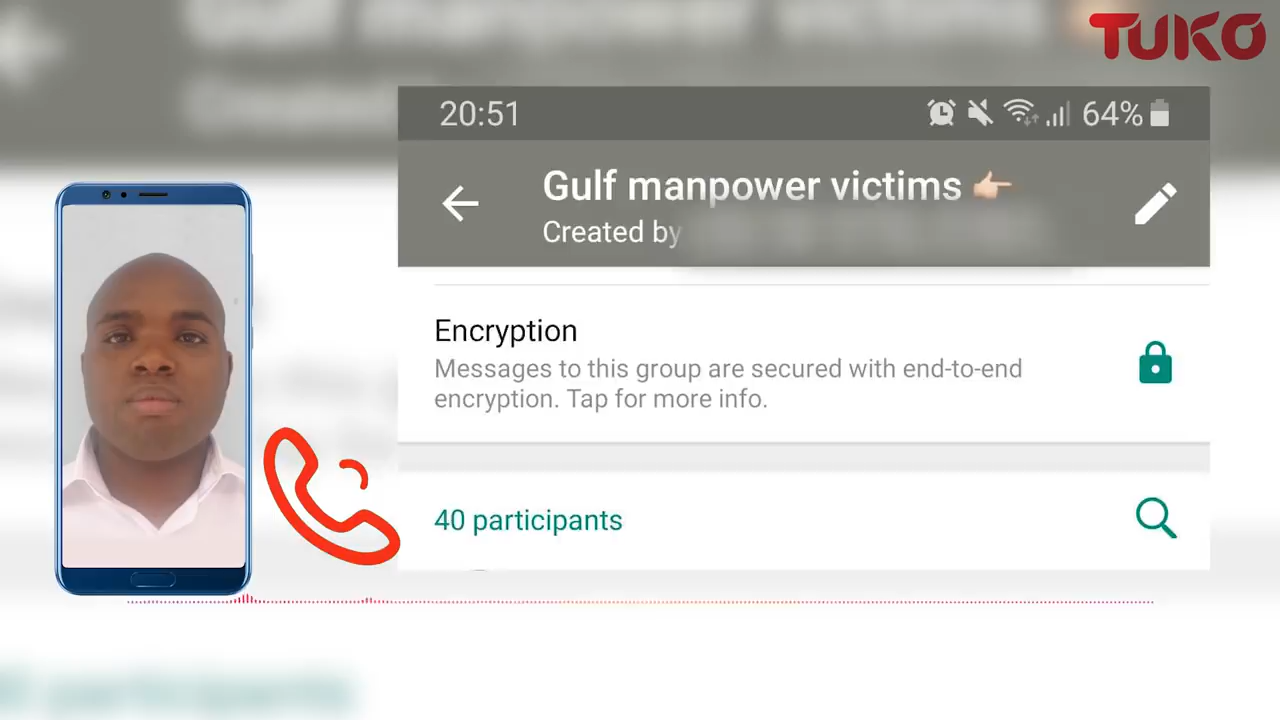 TUKO
20:51
64%
Gulf manpower victims 👉🏻
Created by
Encryption
Messages to this group are secured with end-to-end
encryption. Tap for more info.
40 participants